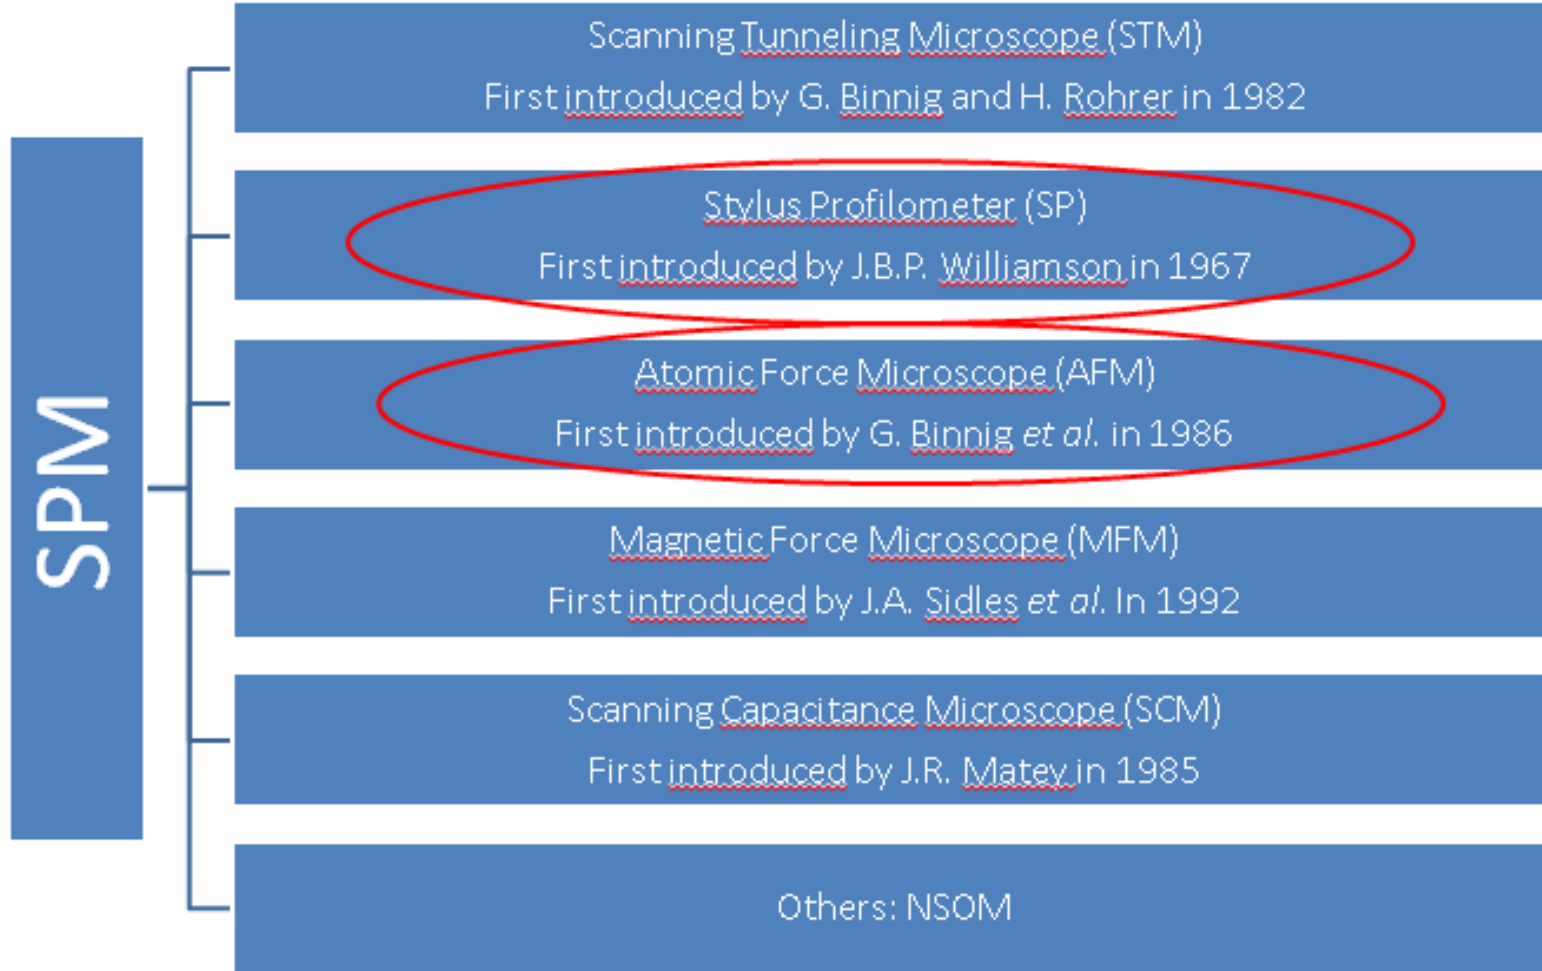 SPM
Scanning Tunneling Microscope (STM)
First introduced by G. Binnig and H. Rohrer in 1982
Stylus Profilometer (SP)
First introduced by J.B.P. Williamson in 1967
Atomic Force Microscope (AFM)
First introduced by G. Binnig et al. in 1986
Magnetic Force Microscope (MFM)
First introduced by J.A. Sidles et al. In 1992
Scanning Capacitance Microscope (SCM)
First introduced by J.R. Matey in 1985
Others: NSOM